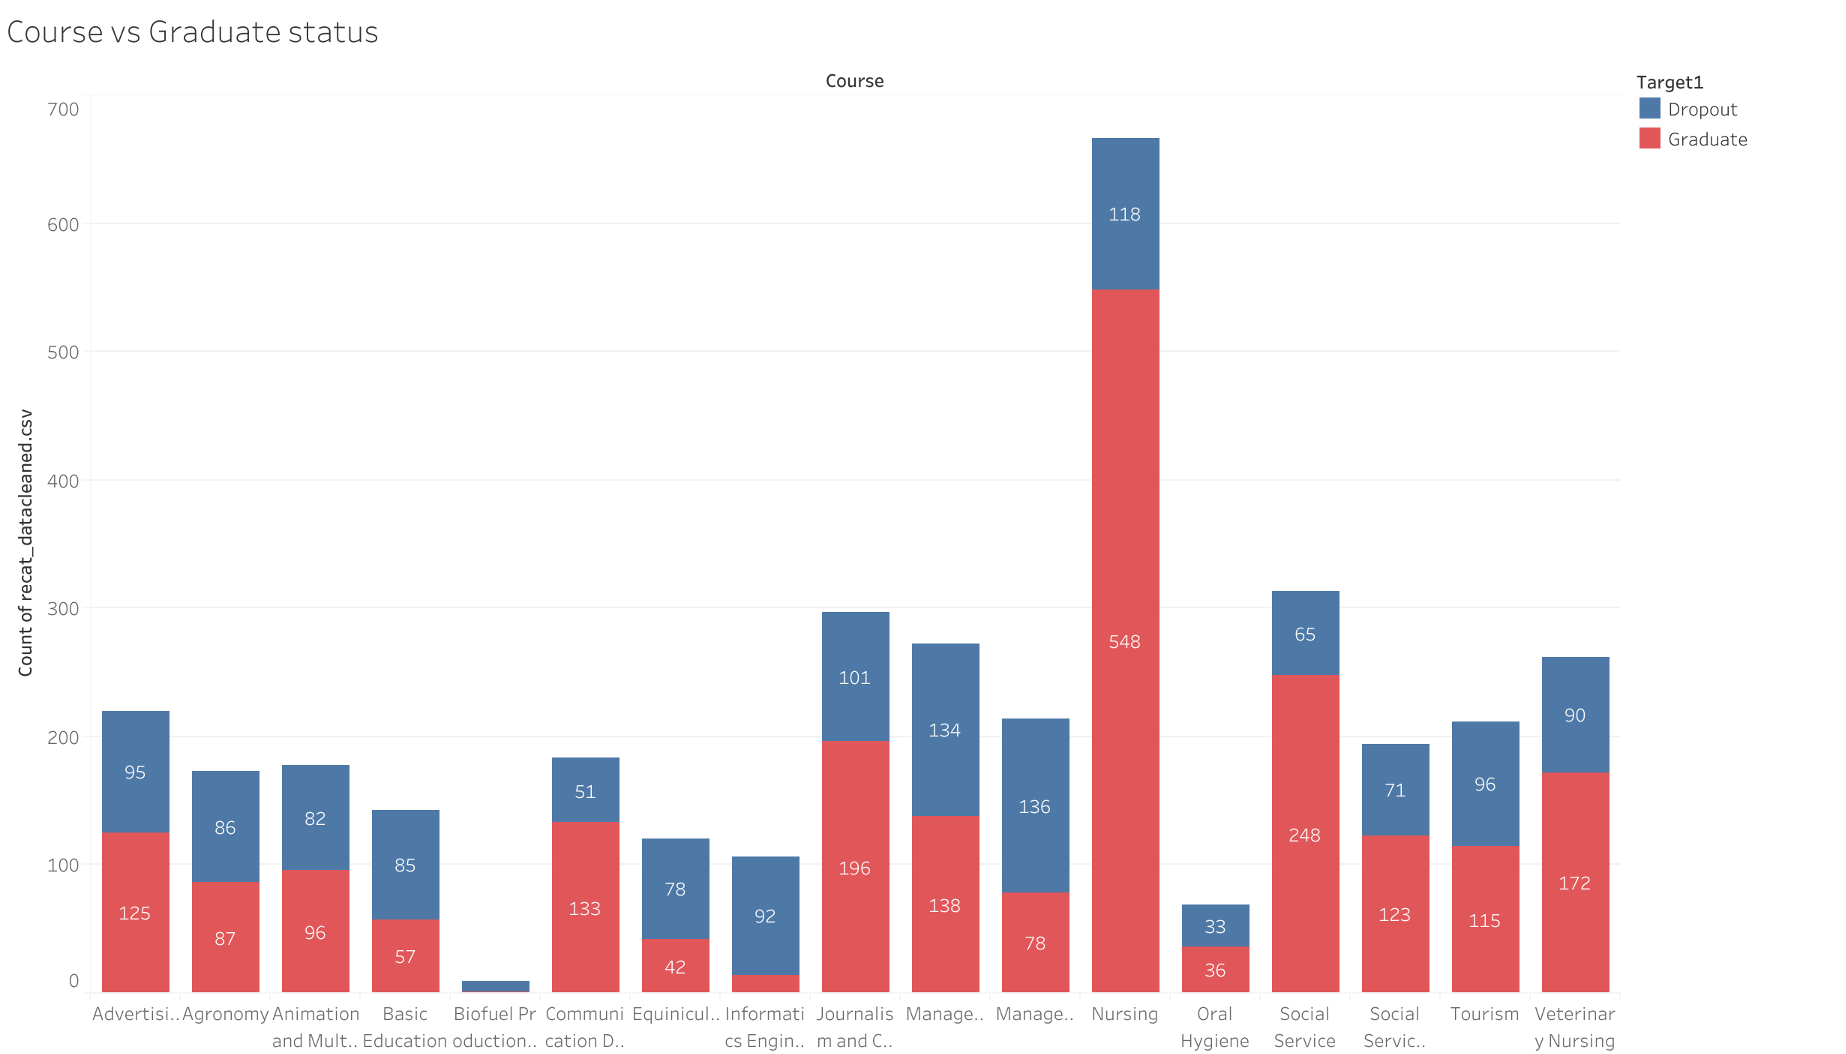 Course vs Graduate status
Course
Target1
Dropout
Graduate
Count of recat_datacleaned.csv
700
600
500
400
300
200
100
0
118
548
101
196
134
138
136
78
65
248
90
172
96
115
71
123
95
125
86
87
82
96
85
57
51
133
78
42
92
33
36
Advertisi..
Agronomy
Animation
and Mult..
Basic
Education
Biofuel Pr
oduction..
Communi
cation D..
Equinicul..
Informati
cs Engin..
Journalis
m and C..
Manage..
Manage..
Nursing
Oral
Hygiene
Social
Service
Social
Servic..
Tourism
Veterinar
y Nursing